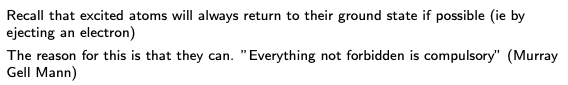 Recall that excited atoms will always return to their ground state if possible (ie by
ejecting an electron)
The reason for this is that they can. "Everything not forbidden is compulsory" (Murray
Gell Mann)